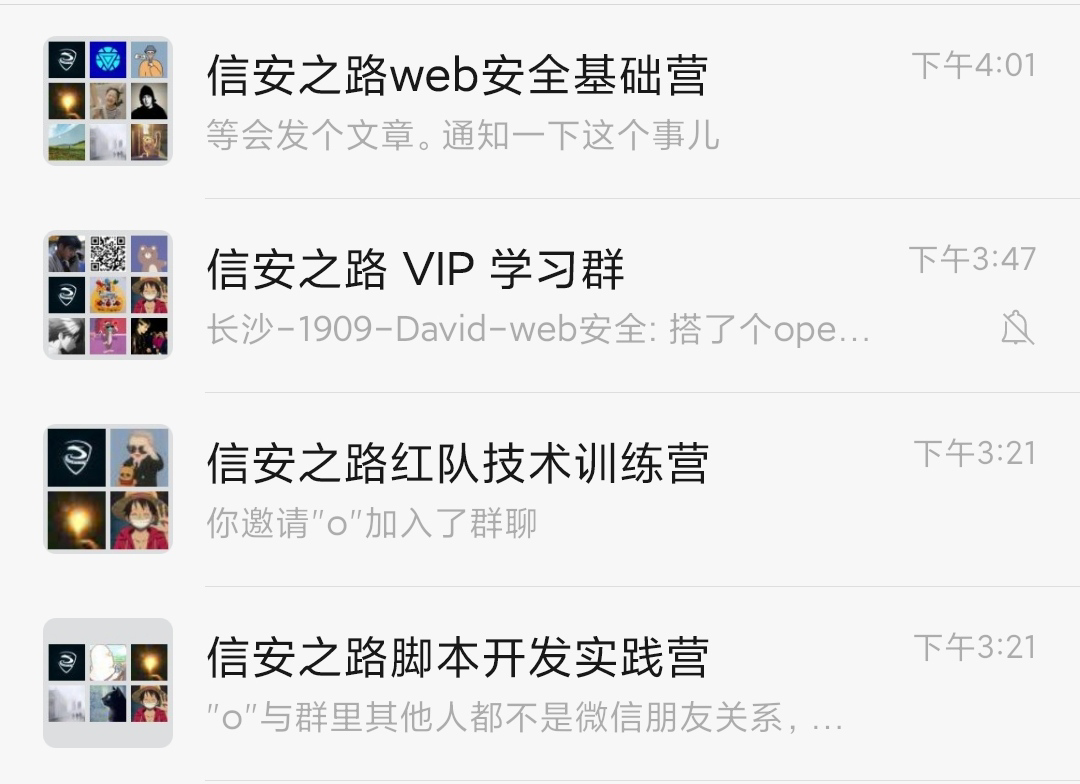 信安之路web安全基础营
下午4:01
等会发个文章。通知一下这个事儿
信安之路 VIP 学习群
下午3:47
长沙-1909-David-web安全: 搭了个ope...
信安之路红队技术训练营
下午3:21
你邀请"o"加入了群聊
信安之路脚本开发实践营
下午3:21
"o"与群里其他人都不是微信朋友关系，...